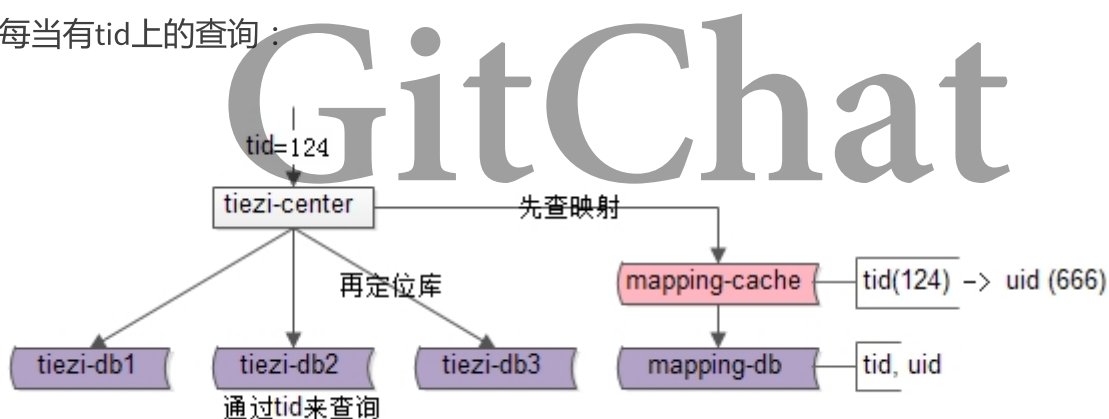 每当有tid上的查询：
GitChat
tid=124
tiezi-center
先查映射
再定位库
mapping-cache
tid(124) -> uid (666)
tiezi-db1
tiezi-db2
tiezi-db3
mapping-db
tid, uid
通过tid来查询